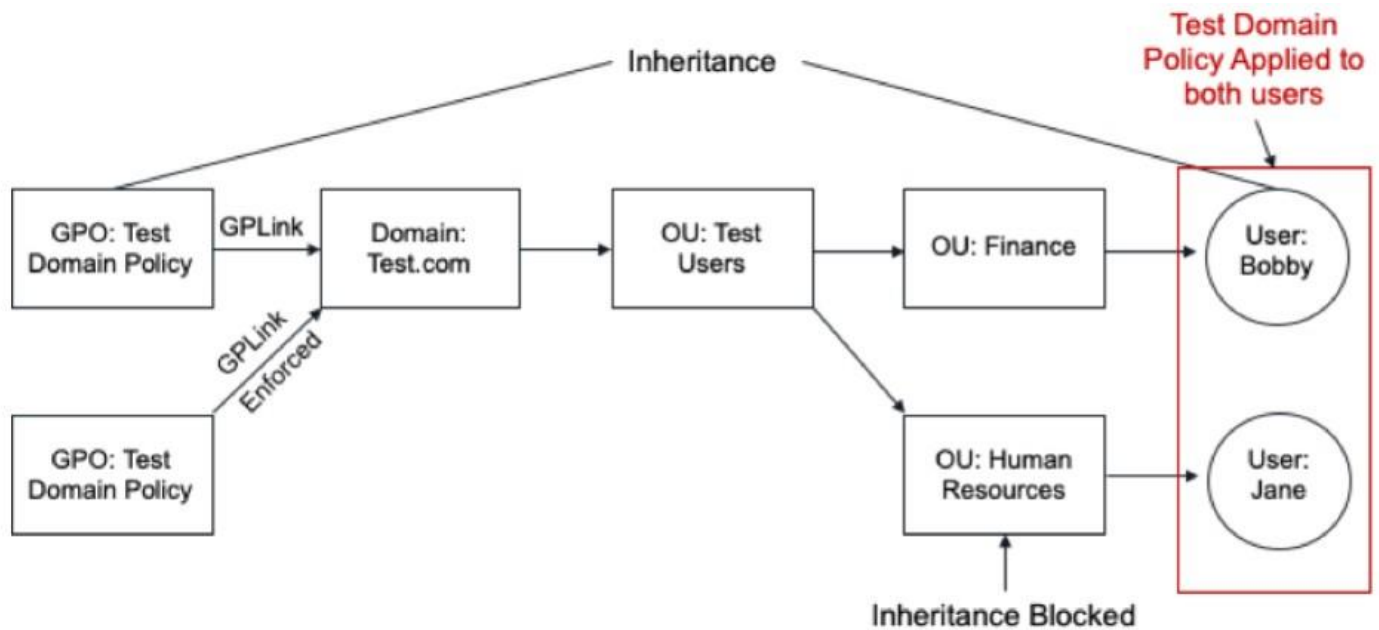 Test Domain
Policy Applied to
both users
Inheritance
GPO: Test
Domain Policy
GPLink
Domain:
Test.com
OU: Test
Users
OU: Finance
User:
Bobby
GPLink
Enforced
GPO: Test
Domain Policy
OU: Human
Resources
User:
Jane
Inheritance Blocked